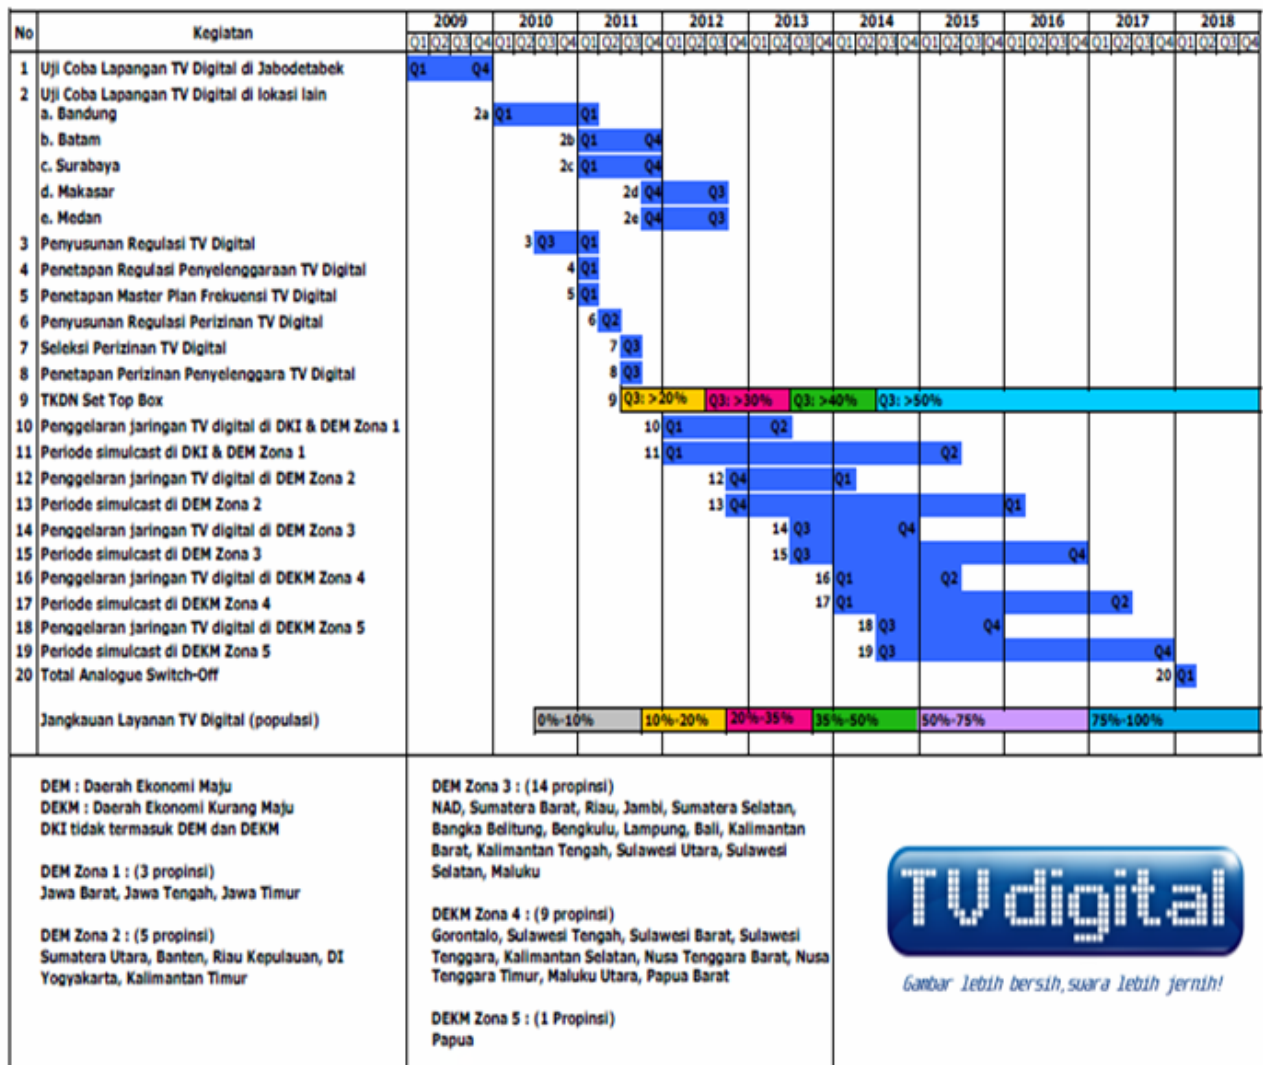 No Kegiatan 2009 2010 2011 2012 2013 2014 2015 2016 2017 2018
Q1 Q2 Q3 Q4 Q1 Q2 Q3 Q4 Q1 Q2 Q3 Q4 Q1 Q2 Q3 Q4 Q1 Q2 Q3 Q4 Q1 Q2 Q3 Q4 Q1 Q2 Q3 Q4 Q1 Q2 Q3 Q4 Q1 Q2 Q3 Q4 Q1 Q2 Q3 Q4
1 Uji Coba Lapangan TV Digital di Jabodetabek Q1 Q4
2 Uji Coba Lapangan TV Digital di lokasi lain
a. Bandung 2a Q1 Q1
b. Batam 2b Q1 Q4
c. Surabaya 2c Q1 Q4
d. Makasar 2d Q4 Q3
e. Medan 2e Q4 Q3
3 Penyusunan Regulasi TV Digital 3 Q3 Q1
4 Penetapan Regulasi Penyelenggaraan TV Digital 4 Q1
5 Penetapan Master Plan Frekuensi TV Digital 5 Q1
6 Penyusunan Regulasi Perizinan TV Digital 6 Q2
7 Seleksi Perizinan TV Digital 7 Q3
8 Penetapan Perizinan Penyelenggara TV Digital 8 Q3
9 TKDN Set Top Box 9 Q3: >20% Q3: >30% Q3: >40% Q3: >50%
10 Penggelaran jaringan TV digital di DKI & DEM Zona 1 10 Q1 Q2
11 Periode simulcast di DKI & DEM Zona 1 11 Q1 Q2
12 Penggelaran jaringan TV digital di DEM Zona 2 12 Q4 Q1
13 Periode simulcast di DEM Zona 2 13 Q4 Q1
14 Penggelaran jaringan TV digital di DEM Zona 3 14 Q3 Q4
15 Periode simulcast di DEM Zona 3 15 Q3 Q4
16 Penggelaran jaringan TV digital di DEKM Zona 4 16 Q1 Q2
17 Periode simulcast di DEKM Zona 4 17 Q1 Q2
18 Penggelaran jaringan TV digital di DEKM Zona 5 18 Q3 Q4
19 Periode simulcast di DEKM Zona 5 19 Q3 Q4
20 Total Analogue Switch-Off 20 Q1
Jangkauan Layanan TV Digital (populasi) 0%-10% 10%-20% 20%-35% 35%-50% 50%-75% 75%-100%
DEM : Daerah Ekonomi Maju
DEKM : Daerah Ekonomi Kurang Maju
DKI tidak termasuk DEM dan DEKM
DEM Zona 1 : (3 propinsi)
Jawa Barat, Jawa Tengah, Jawa Timur
DEM Zona 2 : (5 propinsi)
Sumatera Utara, Banten, Riau Kepulauan, DI
Yogyakarta, Kalimantan Timur
DEM Zona 3 : (14 propinsi)
NAD, Sumatera Barat, Riau, Jambi, Sumatera Selatan,
Bangka Belitung, Bengkulu, Lampung, Bali, Kalimantan
Barat, Kalimantan Tengah, Sulawesi Utara, Sulawesi
Selatan, Maluku
DEKM Zona 4 : (9 propinsi)
Gorontalo, Sulawesi Tengah, Sulawesi Barat, Sulawesi
Tenggara, Kalimantan Selatan, Nusa Tenggara Barat, Nusa
Tenggara Timur, Maluku Utara, Papua Barat
DEKM Zona 5 : (1 Propinsi)
Papua
TV digital
Gambar lebih bersih,suara lebih jernih!